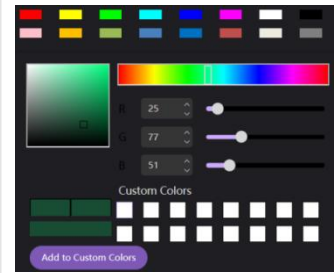 R 25
G 77
B 51
Custom Colors
Add to Custom Colors